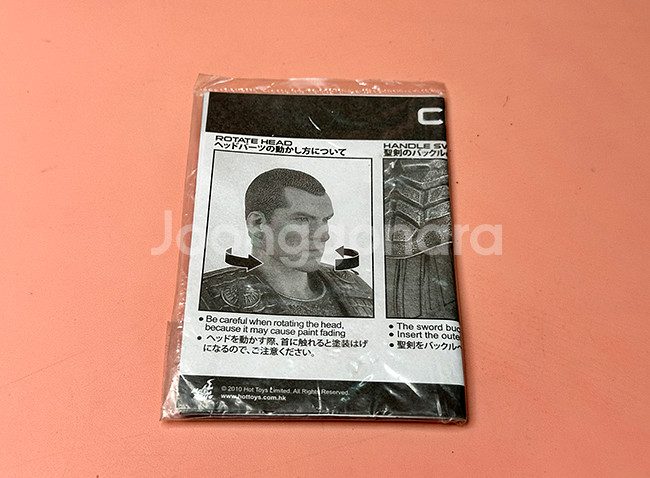 C
ROTATE HEAD
ヘッドパーツの動かし方について
HANDLE SW
聖剣のバックルへ
Joonggonara
• Be careful when rotating the head,
because it may cause paint fading
• ヘッドを動かす際、首に触れると塗装はげ
になるので、ご注意ください。
• The sword buc
• Insert the oute
• 聖剣をバックルへ
© 2010 Hot Toys Limited. All Rights Reserved.
www.hottoys.com.hk